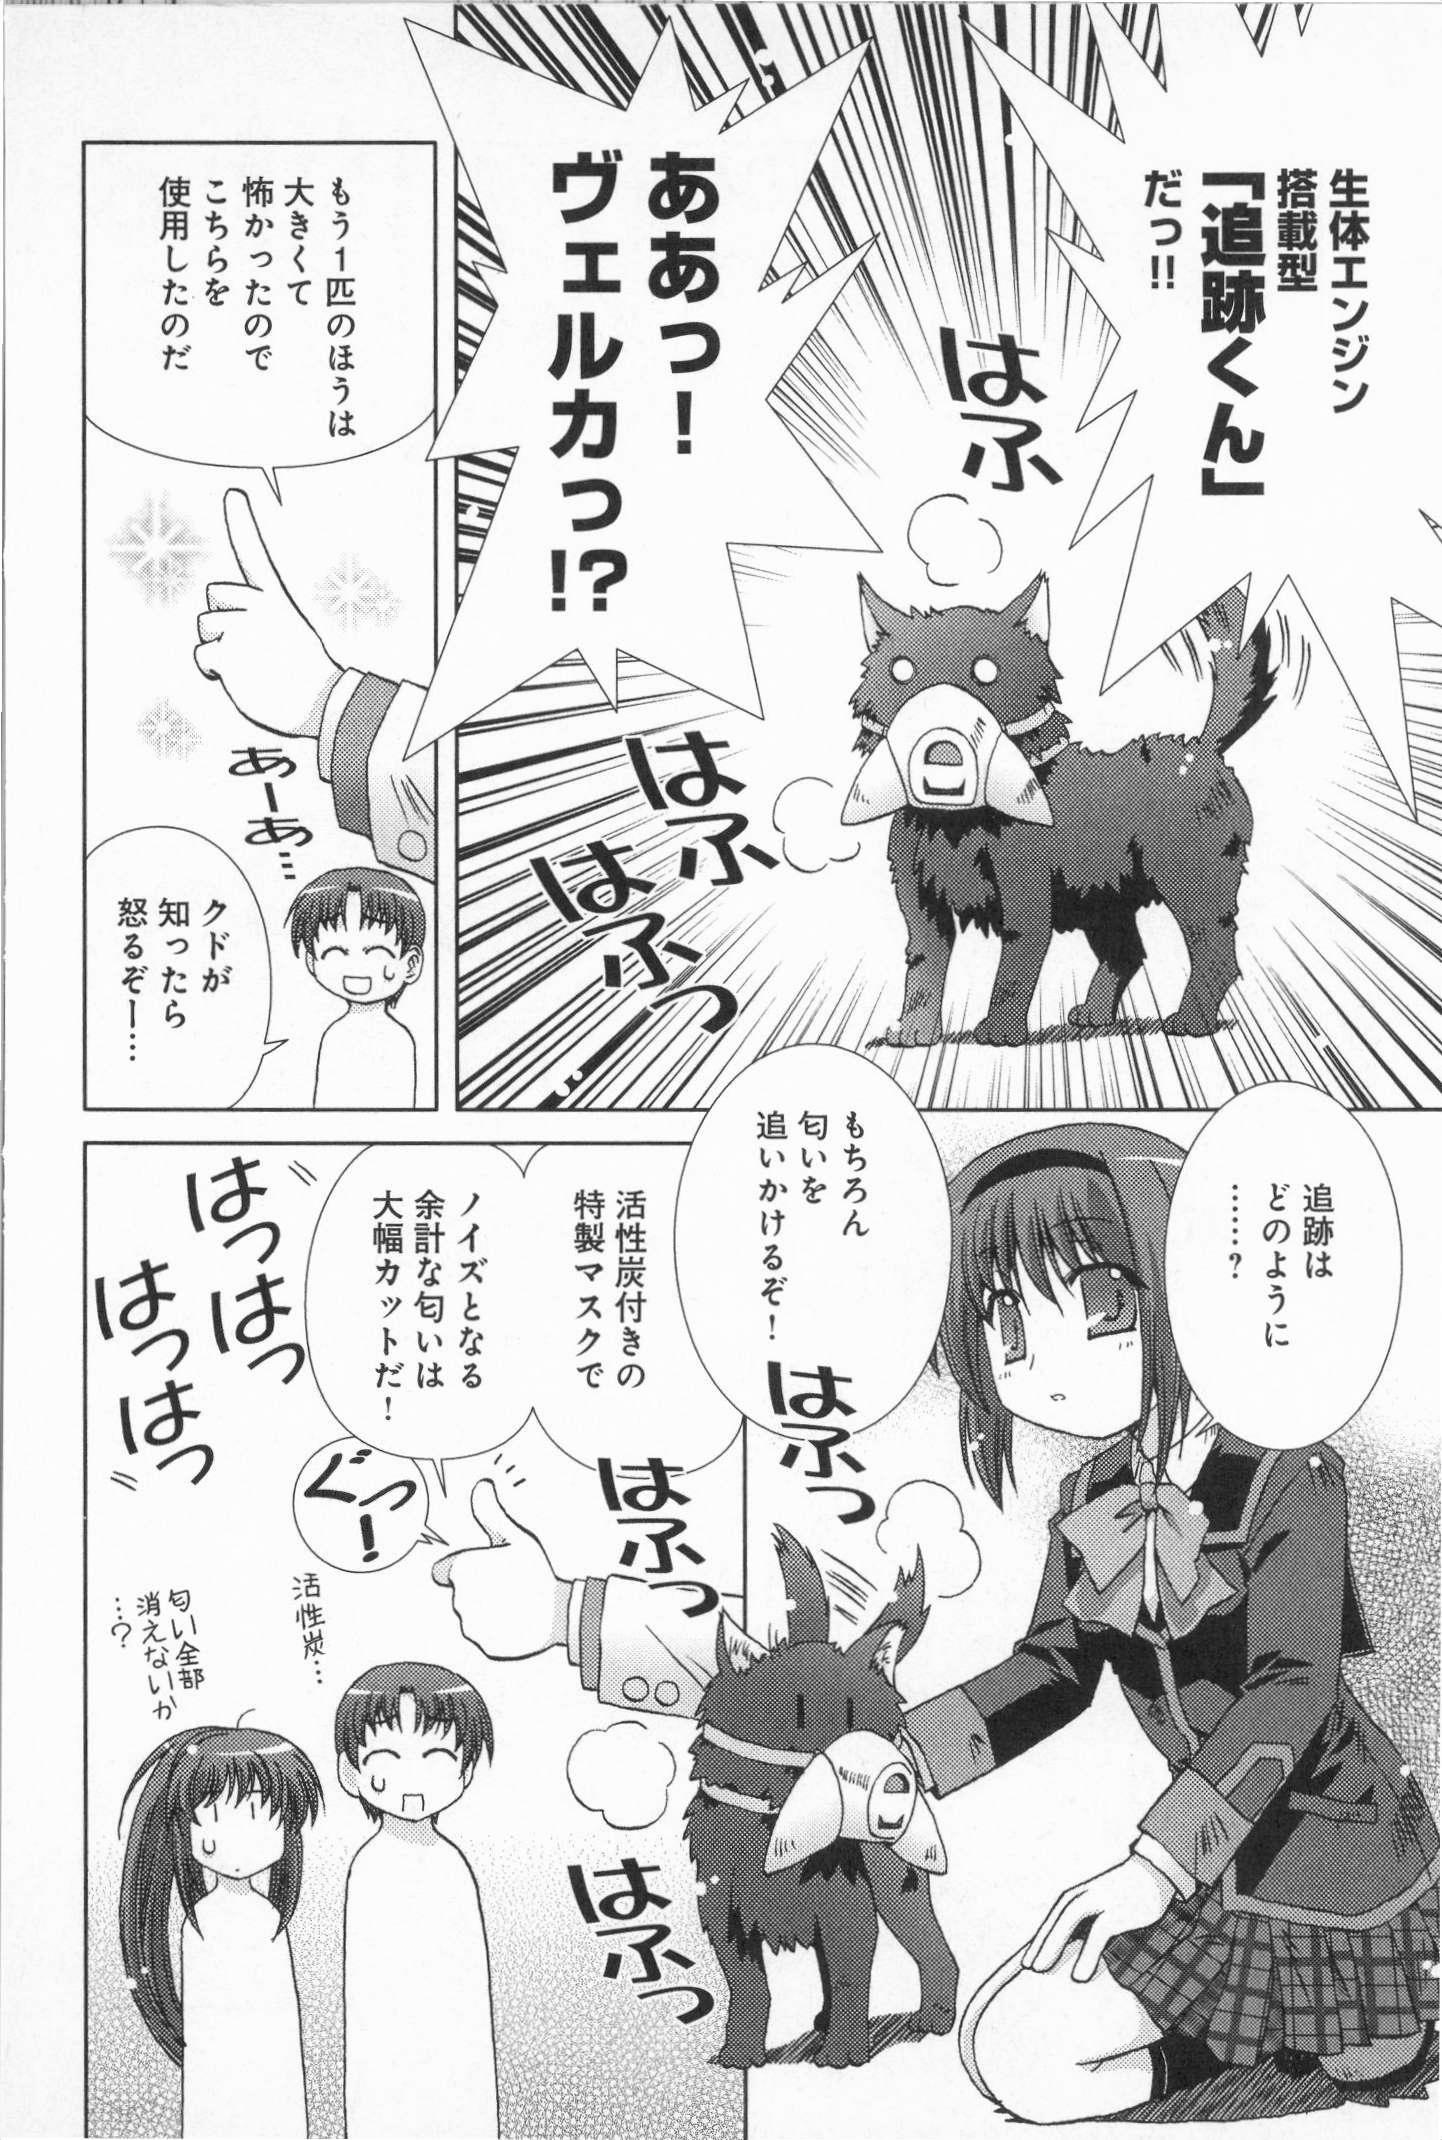 生体エンジン
搭載型
「追跡くん」
だっ!!
はふ
ああっ!
ヴェルカっ!?
はふ
はふっ
もう1匹のほうは
大きくて
怖かったので
こちらを
使用したのだ
あーあ…
クドが
知ったら
怒るぞー…
追跡は
どのように
……?
もちろん
匂いを
追いかけるぞ!
はふっ
活性炭付きの
特製マスクで
ノイズとなる
余計な匂いは
大幅カットだ!
はふっ
ぐっ!
はふっ
はっ
はっ
はっ
はっ
活性炭…
匂い全部
消えないか
…?